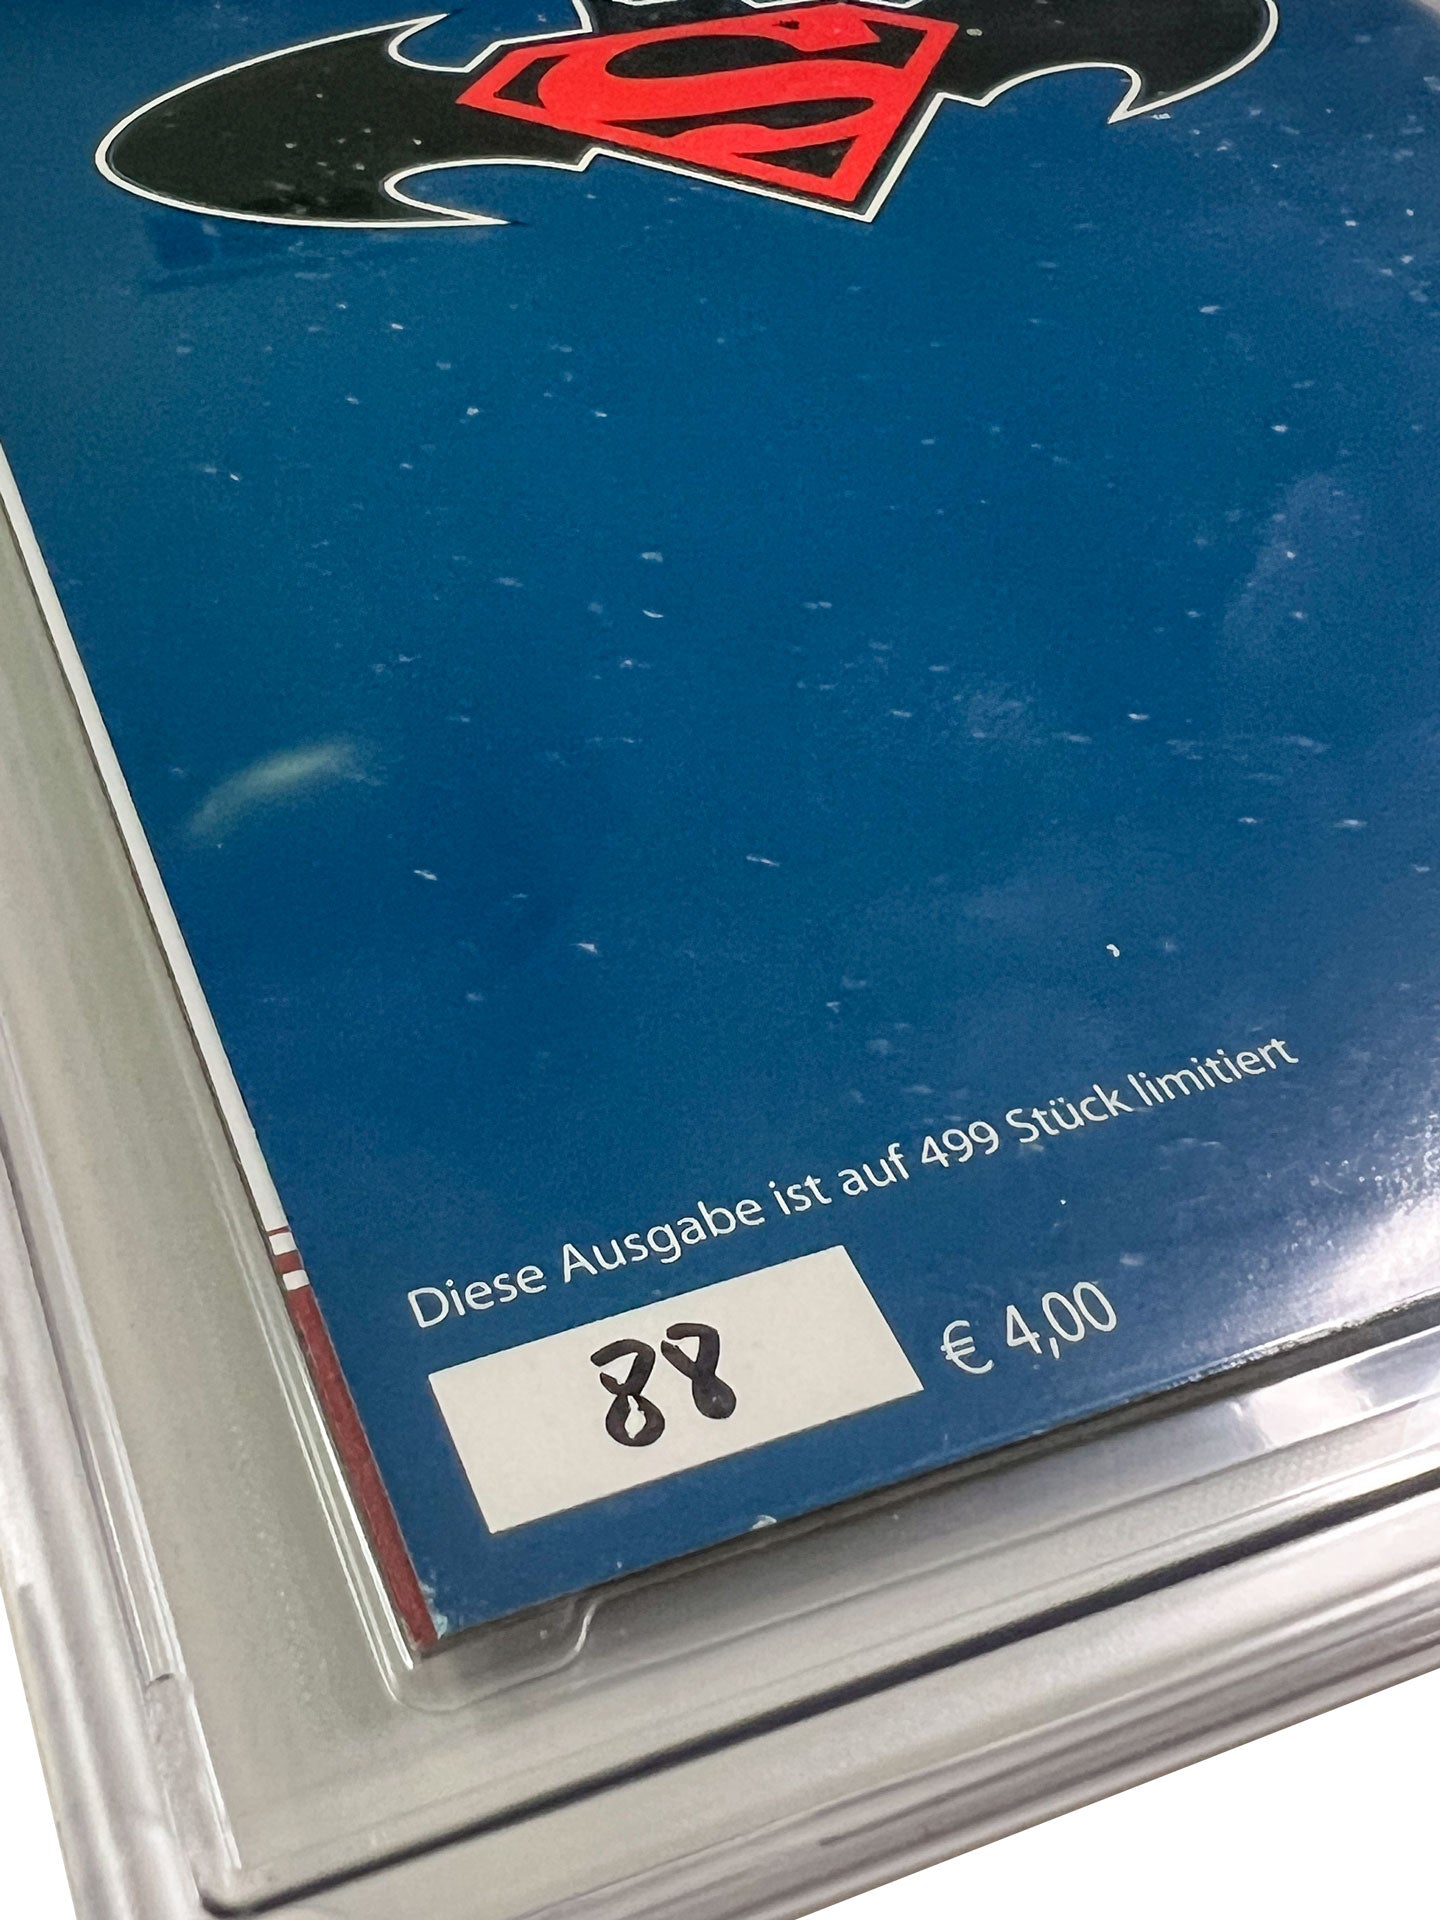 Diese Ausgabe ist auf 499 Stück limitiert
88 € 4,00